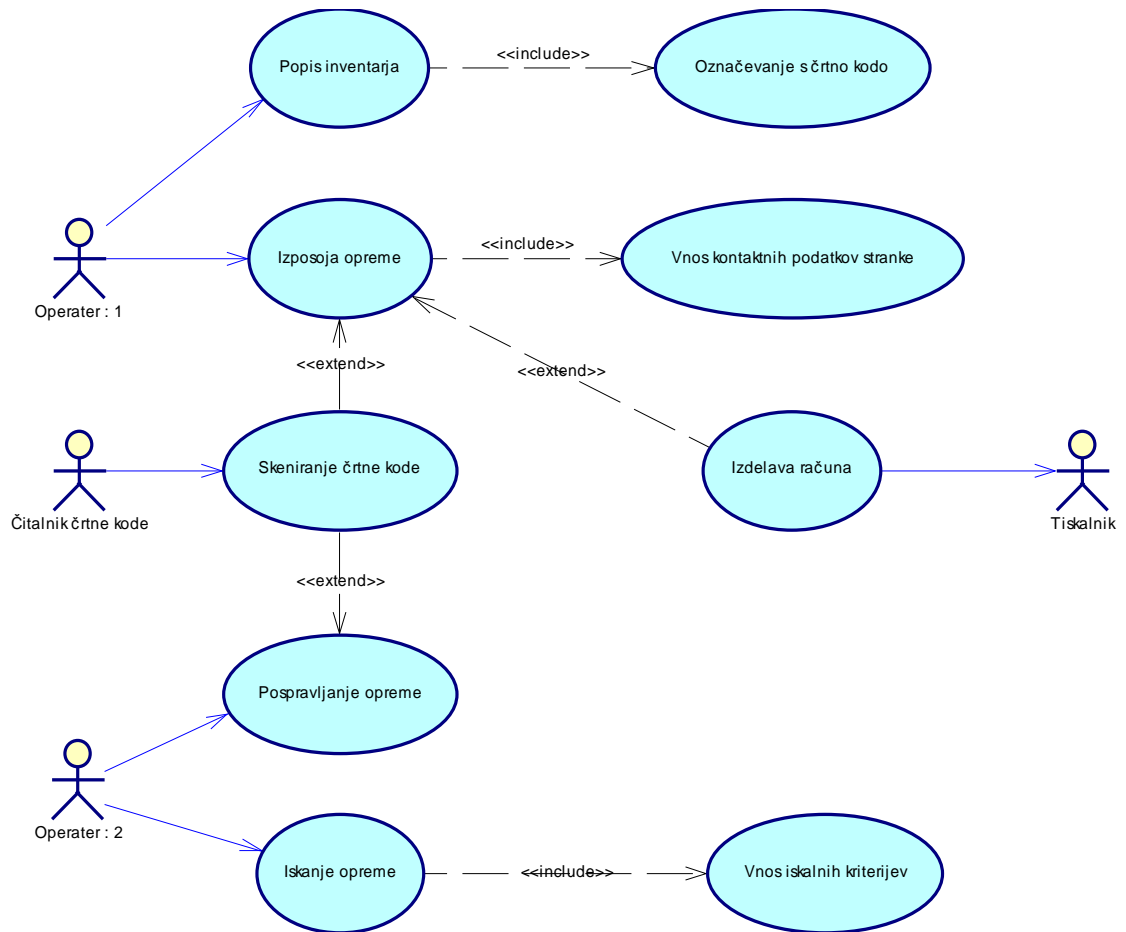 Popis inventarja
<<include>>
Označevanje s črtno kodo
Izposoja opreme
<<include>>
Vnos kontaktnih podatkov stranke
Operater : 1
<<extend>>
<<extend>>
Skeniranje črtne kode
Izdelava računa
Čitalnik črtne kode
Tiskalnik
<<extend>>
Pospravljanje opreme
Operater : 2
Iskanje opreme
<<include>>
Vnos iskalnih kriterijev